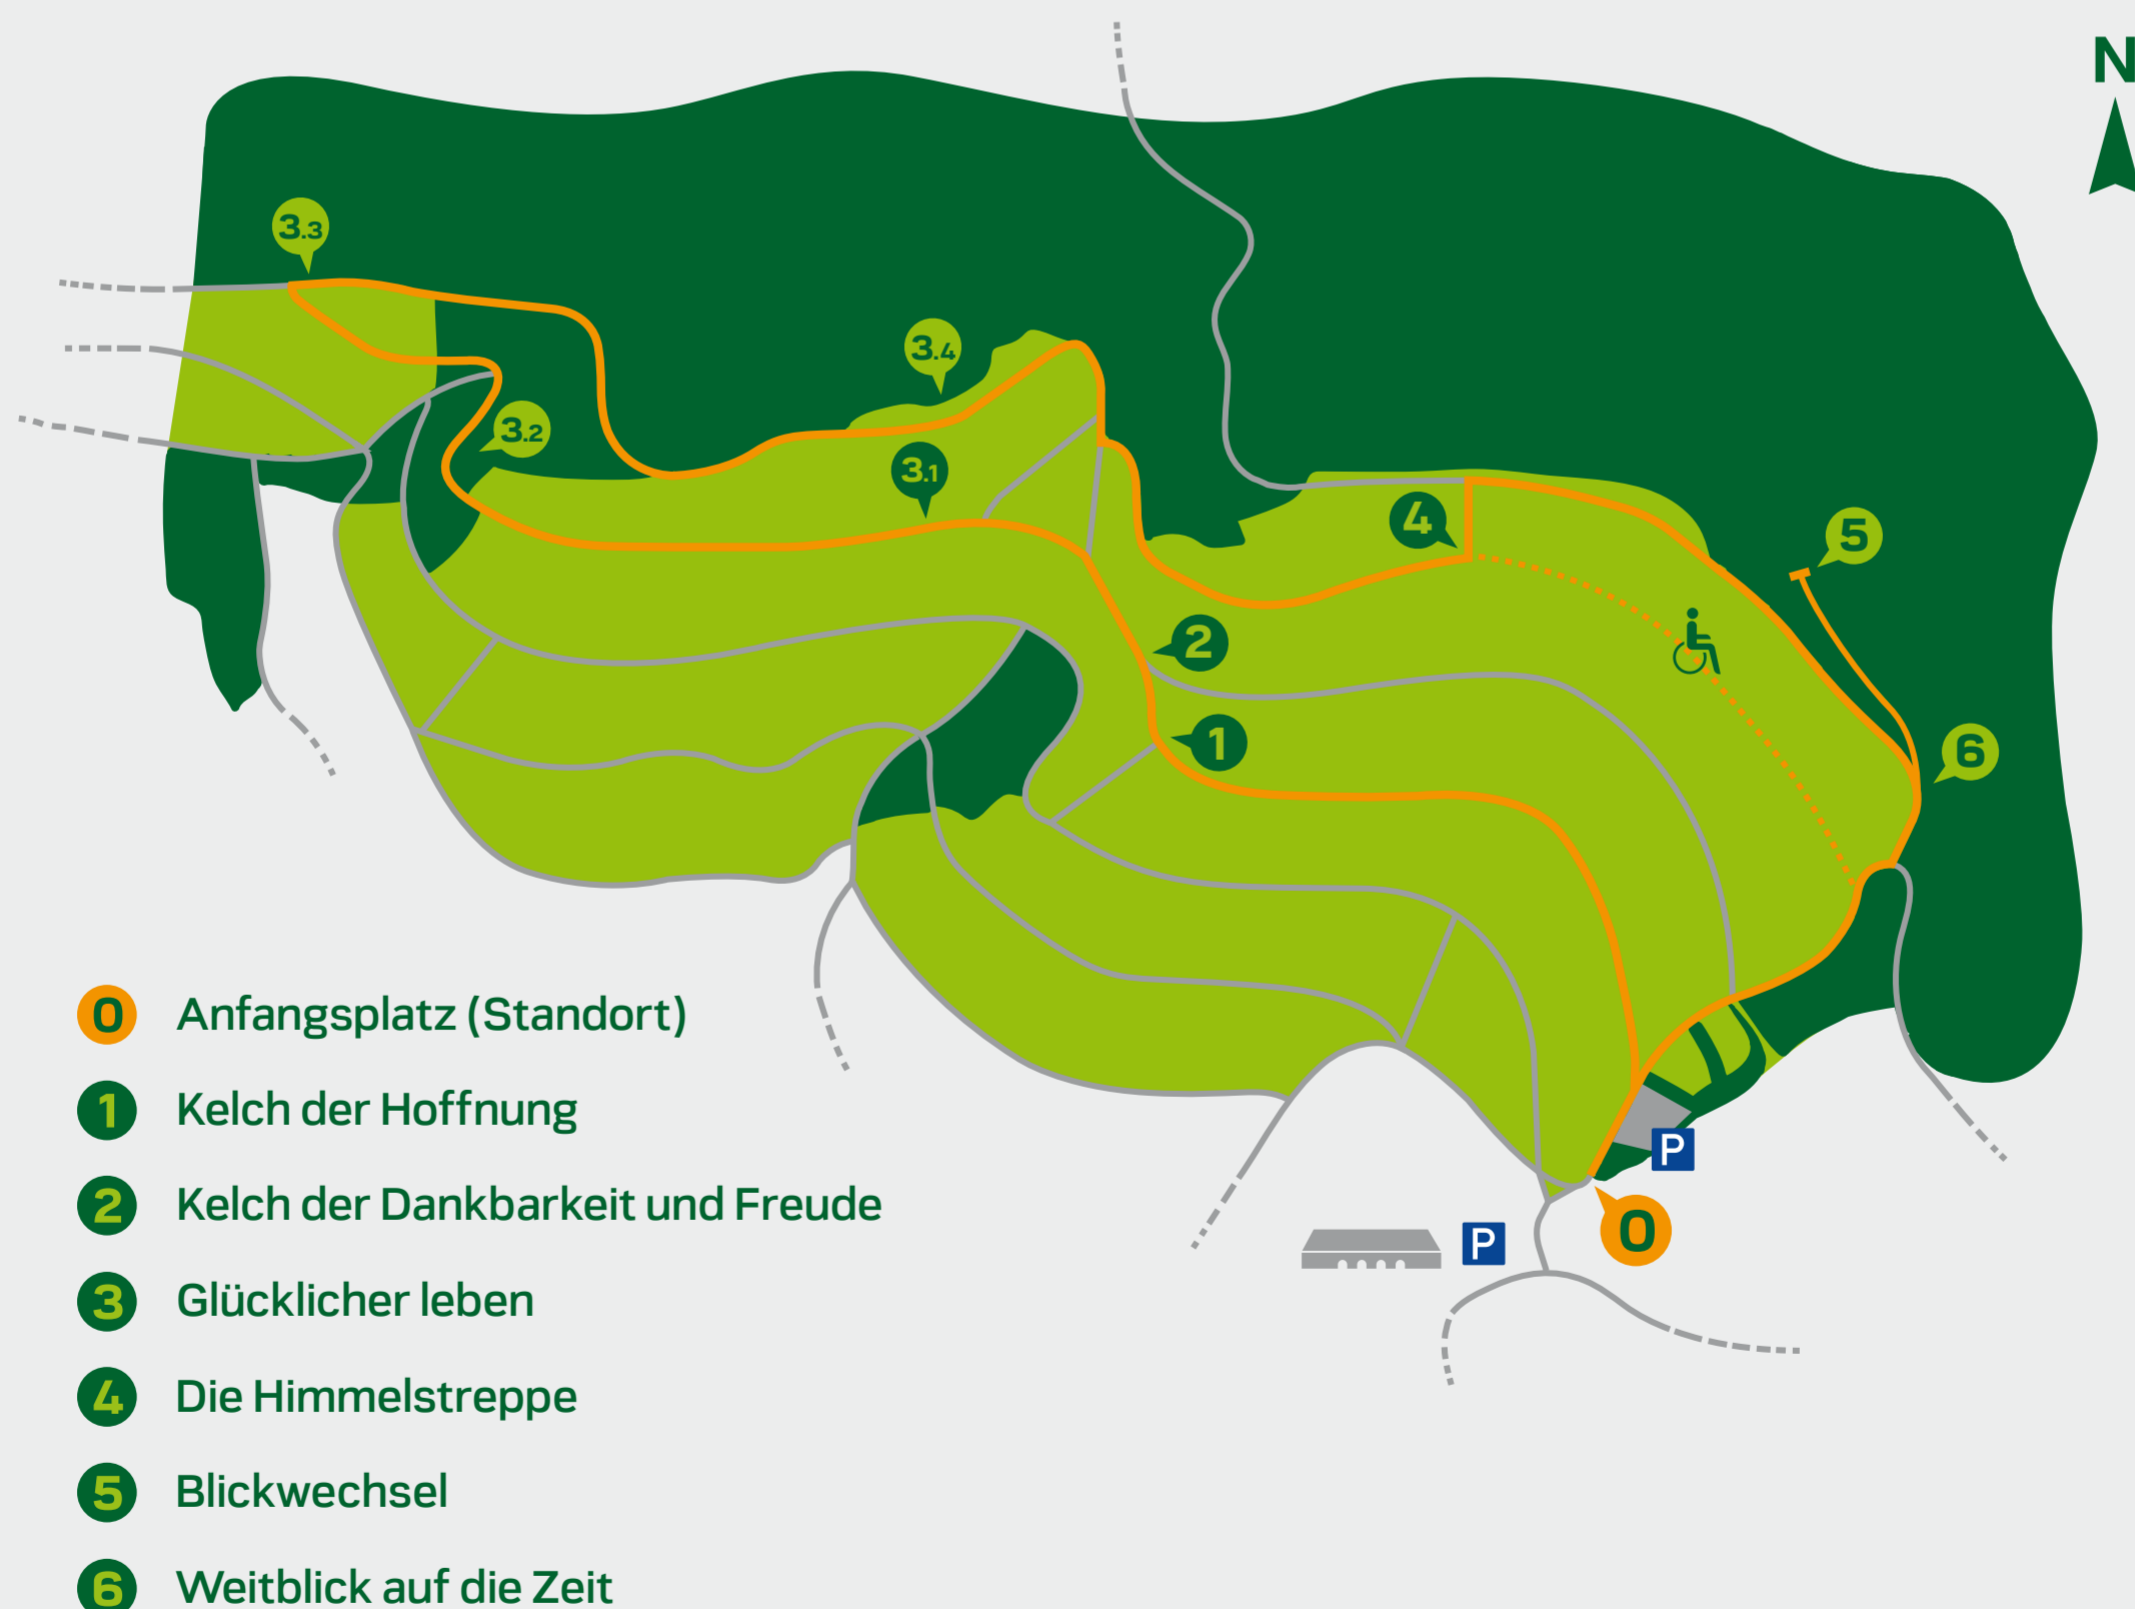 N
3.3
3.4
3.2
3.1
4
5
2
1
6
P
P
0
0 Anfangsplatz (Standort)
1 Kelch der Hoffnung
2 Kelch der Dankbarkeit und Freude
3 Glücklicher leben
4 Die Himmelstreppe
5 Blickwechsel
6 Weitblick auf die Zeit